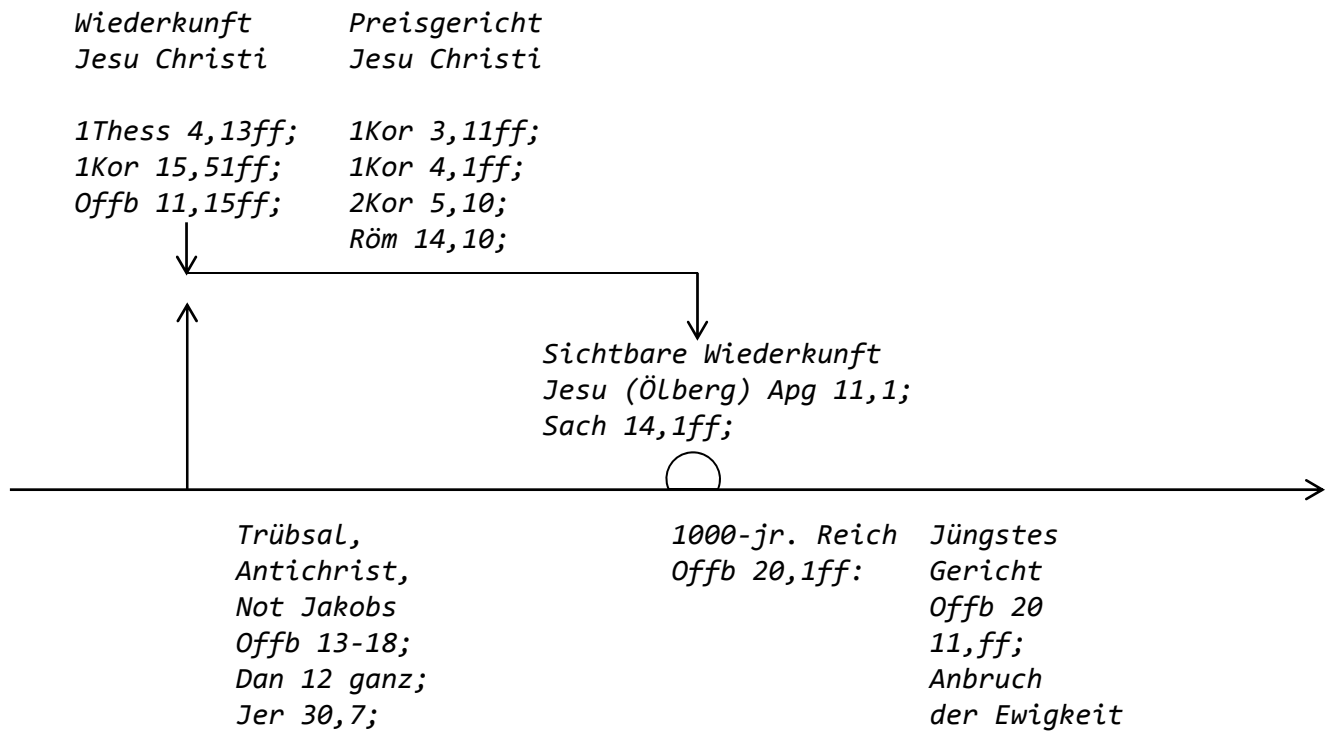 Wiederkunft
Jesu Christi
1Thess 4,13ff;
1Kor 15,51ff;
Offb 11,15ff;
Preisgericht
Jesu Christi
1Kor 3,11ff;
1Kor 4,1ff;
2Kor 5,10;
Röm 14,10;
Sichtbare Wiederkunft
Jesu (Ölberg) Apg 11,1;
Sach 14,1ff;
Trübsal,
Antichrist,
Not Jakobs
Offb 13-18;
Dan 12 ganz;
Jer 30,7;
1000-jr. Reich
Offb 20,1ff:
Jüngstes
Gericht
Offb 20
11,ff;
Anbruch
der Ewigkeit